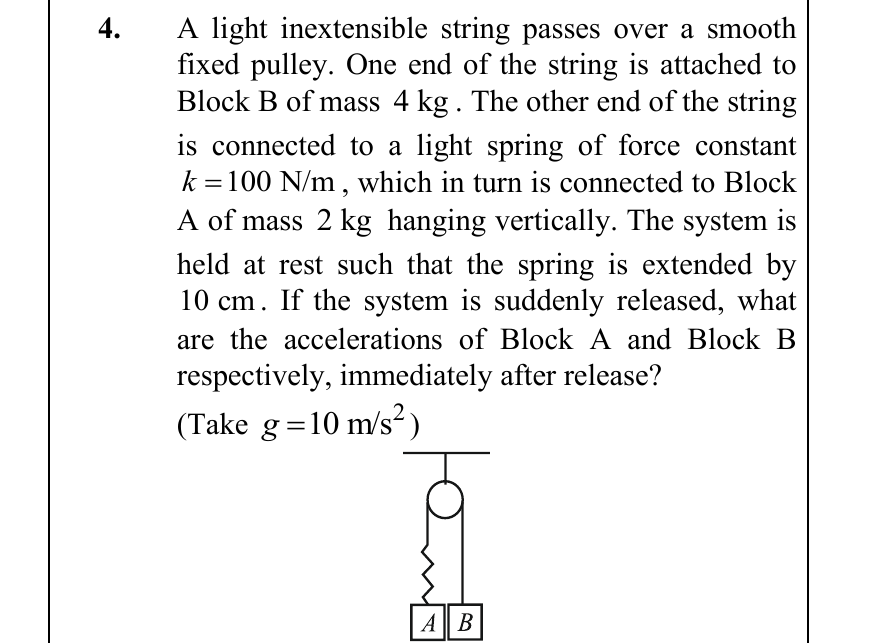 4. A light inextensible string passes over a smooth
fixed pulley. One end of the string is attached to
Block B of mass 4 kg . The other end of the string
is connected to a light spring of force constant
k = 100 N/m , which in turn is connected to Block
A of mass 2 kg hanging vertically. The system is
held at rest such that the spring is extended by
10 cm . If the system is suddenly released, what
are the accelerations of Block A and Block B
respectively, immediately after release?
(Take g = 10 m/s² )
A B